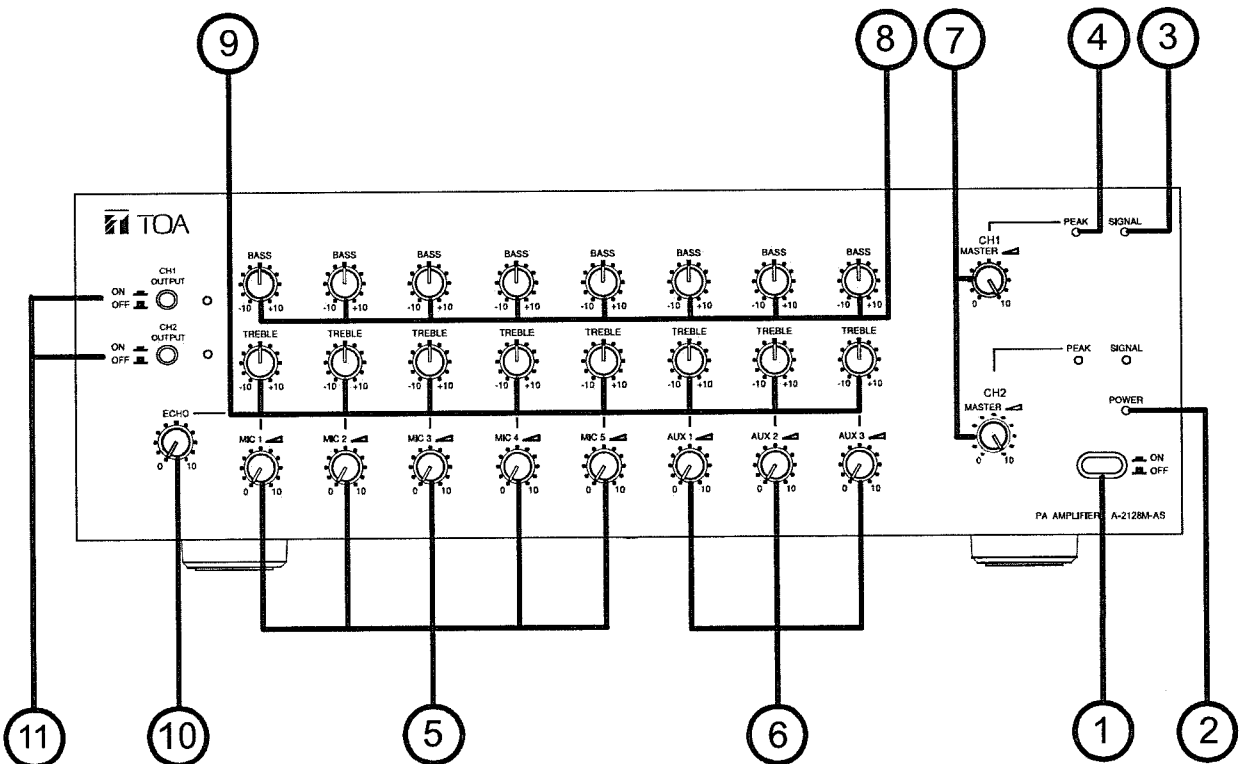 9 8 7 4 3
TOA
PEAK SIGNAL
CH1
MASTER
0 10
BASS BASS BASS BASS BASS BASS BASS BASS
-10 +10 -10 +10 -10 +10 -10 +10 -10 +10 -10 +10 -10 +10 -10 +10
CH1
OUTPUT
ON
OFF
CH2
OUTPUT
ON
OFF
TREBLE TREBLE TREBLE TREBLE TREBLE TREBLE TREBLE TREBLE
-10 +10 -10 +10 -10 +10 -10 +10 -10 +10 -10 +10 -10 +10 -10 +10
PEAK SIGNAL
CH2
MASTER
0 10
POWER
ECHO
0 10
MIC 1 MIC 2 MIC 3 MIC 4 MIC 5 AUX 1 AUX 2 AUX 3
0 10 0 10 0 10 0 10 0 10 0 10 0 10 0 10
ON
OFF
PA AMPLIFIER A-2128M-AS
11 10 5 6 1 2